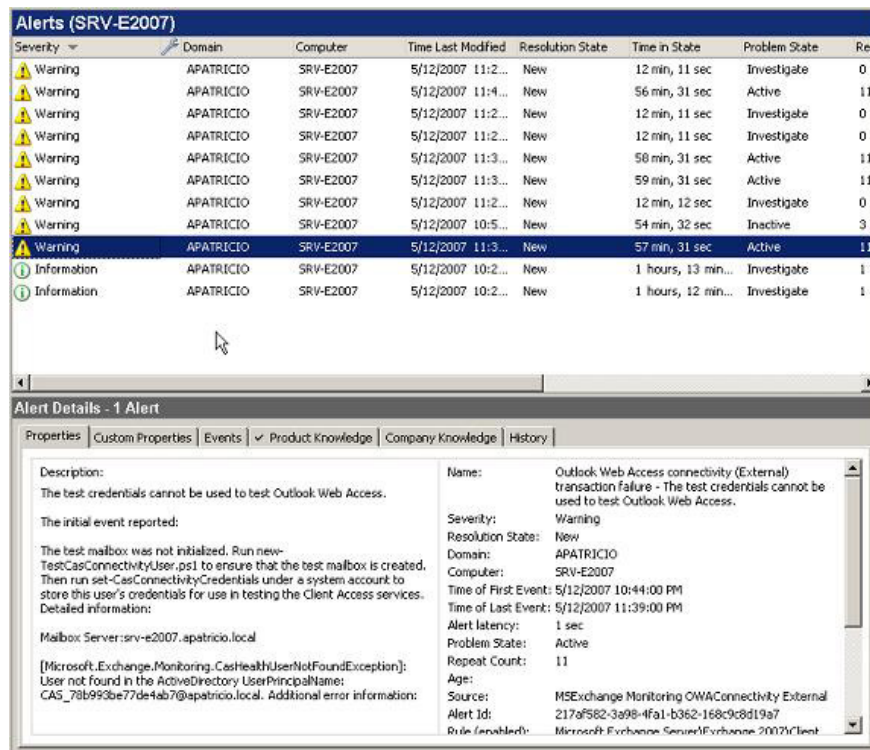 Alerts (SRV-E2007)
Severity Domain Computer Time Last Modified Resolution State Time in State Problem State Re
Warning APATRICIO SRV-E2007 5/12/2007 11:2... New 12 min, 11 sec Investigate 0
Warning APATRICIO SRV-E2007 5/12/2007 11:4... New 56 min, 31 sec Active 11
Warning APATRICIO SRV-E2007 5/12/2007 11:2... New 12 min, 11 sec Investigate 0
Warning APATRICIO SRV-E2007 5/12/2007 11:2... New 12 min, 11 sec Investigate 0
Warning APATRICIO SRV-E2007 5/12/2007 11:3... New 58 min, 31 sec Active 11
Warning APATRICIO SRV-E2007 5/12/2007 11:3... New 59 min, 31 sec Active 11
Warning APATRICIO SRV-E2007 5/12/2007 11:2... New 12 min, 12 sec Investigate 0
Warning APATRICIO SRV-E2007 5/12/2007 10:5... New 54 min, 32 sec Inactive 3
Warning APATRICIO SRV-E2007 5/12/2007 11:3... New 57 min, 31 sec Active 11
Information APATRICIO SRV-E2007 5/12/2007 10:2... New 1 hours, 13 min... Investigate 1
Information APATRICIO SRV-E2007 5/12/2007 10:2... New 1 hours, 12 min... Investigate 1
Alert Details - 1 Alert
Properties Custom Properties Events Product Knowledge Company Knowledge History
Description:
The test credentials cannot be used to test Outlook Web Access.
The initial event reported:
The test mailbox was not initialized. Run new-
TestCasConnectivityUser.ps1 to ensure that the test mailbox is created.
Then run set-CasConnectivityCredentials under a system account to
store this user's credentials for use in testing the Client Access services.
Detailed information:
Mailbox Server:srv-e2007.apatricio.local
[Microsoft.Exchange.Monitoring.CasHealthUserNotFoundException]:
User not found in the ActiveDirectory UserPrincipalName:
CAS_78b993be77de4ab7@apatricio.local. Additional error information:
Name: Outlook Web Access connectivity (External)
transaction failure - The test credentials cannot be
used to test Outlook Web Access.
Severity: Warning
Resolution State: New
Domain: APATRICIO
Computer: SRV-E2007
Time of First Event: 5/12/2007 10:44:00 PM
Time of Last Event: 5/12/2007 11:39:00 PM
Alert latency: 1 sec
Problem State: Active
Repeat Count: 11
Age:
Source: MSExchange Monitoring OWAConnectivity External
Alert Id: 217af582-3a98-4fa1-b362-168c9c8d19a7
Rule (enabled): Microsoft Exchange Server\Exchange 2007\Client